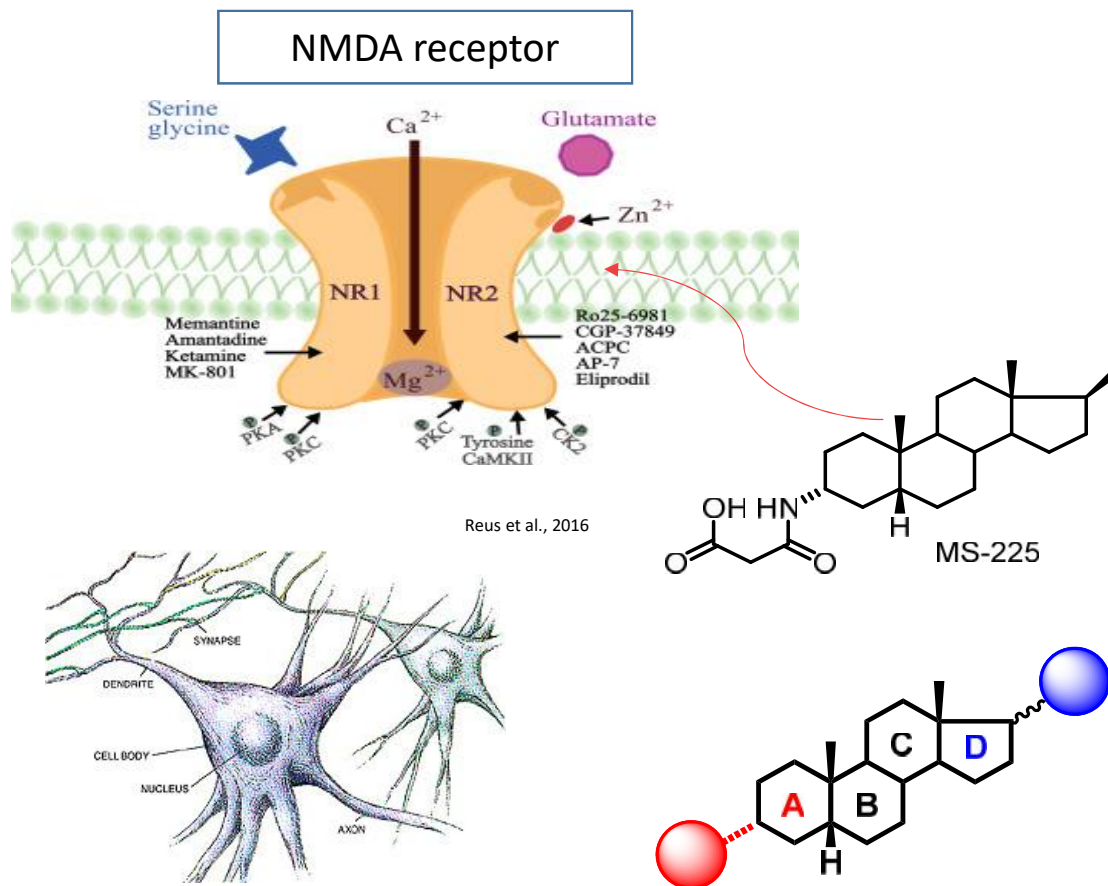 NMDA receptor
Serine
glycine
Ca2+
Glutamate
Zn2+
NR1
NR2
Memantine
Amantadine
Ketamine
MK-801
Ro25-6981
CGP-37849
ACPC
AP-7
Eliprodil
Mg2+
P
PKA
P
PKC
P
PKC
P
Tyrosine
CaMKII
P
CK2
Reus et al., 2016
OH HN
H
O
O
MS-225
SYNAPSE
DENDRITE
CELL BODY
NUCLEUS
AXON
C
D
A
B
H